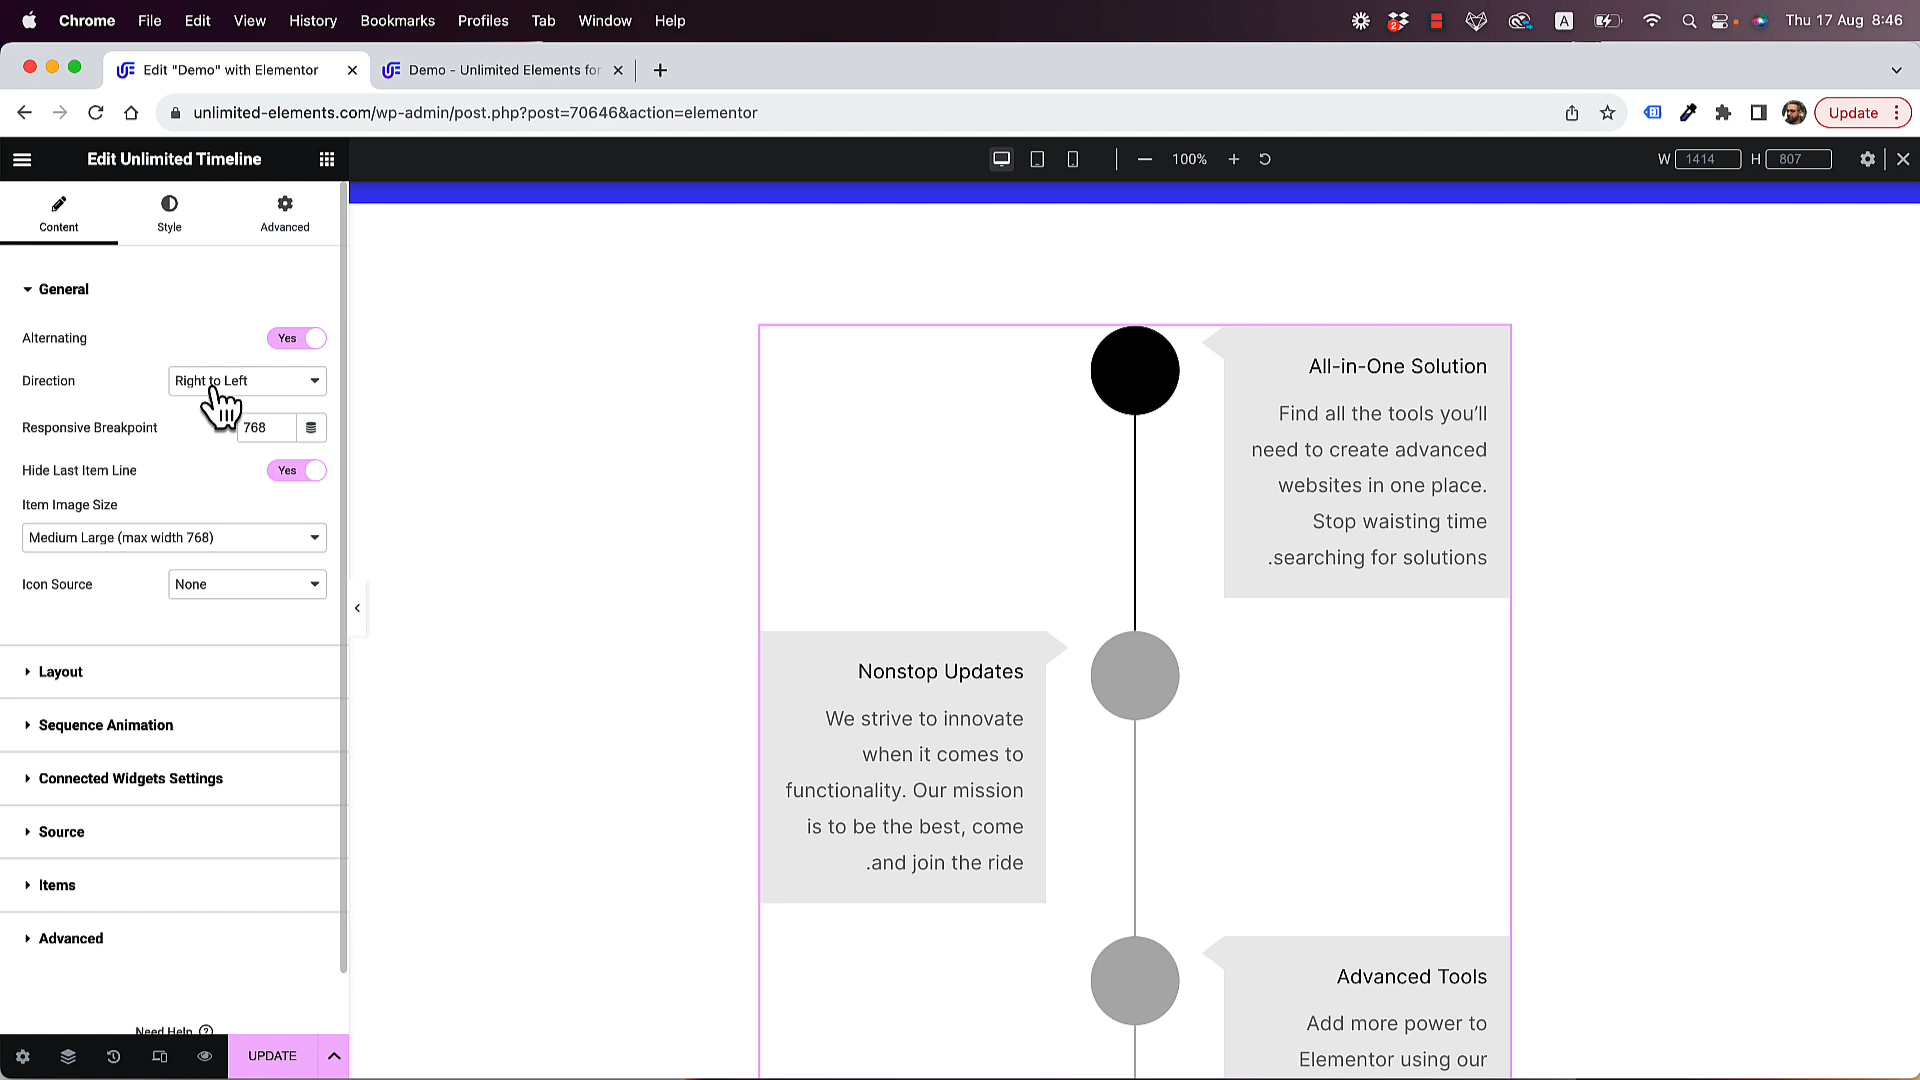 Chrome File Edit View History Bookmarks Profiles Tab Window Help
2 A Thu 17 Aug 8:46
Edit "Demo" with Elementor
Demo - Unlimited Elements for
unlimited-elements.com/wp-admin/post.php?post=70646&action=elementor
Update
Edit Unlimited Timeline
100%
W 1414 H 807
Content Style Advanced
General
Alternating Yes
Direction Right to Left
Responsive Breakpoint 768
Hide Last Item Line Yes
Item Image Size
Medium Large (max width 768)
Icon Source None
Layout
Sequence Animation
Connected Widgets Settings
Source
Items
Advanced
Need Help
UPDATE
All-in-One Solution
Find all the tools you’ll
need to create advanced
websites in one place.
Stop waisting time
.searching for solutions
Nonstop Updates
We strive to innovate
when it comes to
functionality. Our mission
is to be the best, come
.and join the ride
Advanced Tools
Add more power to
Elementor using our